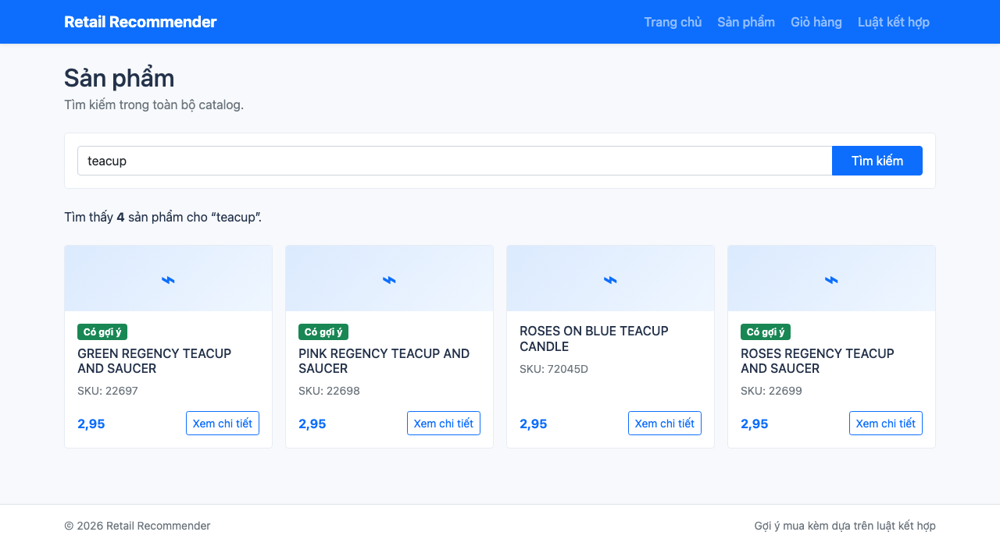 Retail Recommender
Trang chủ Sản phẩm Giỏ hàng Luật kết hợp
Sản phẩm
Tìm kiếm trong toàn bộ catalog.
teacup
Tìm kiếm
Tìm thấy 4 sản phẩm cho “teacup”.
Có gợi ý
GREEN REGENCY TEACUP
AND SAUCER
SKU: 22697
2,95 Xem chi tiết
Có gợi ý
PINK REGENCY TEACUP AND
SAUCER
SKU: 22698
2,95 Xem chi tiết
ROSES ON BLUE TEACUP
CANDLE
SKU: 72045D
2,95 Xem chi tiết
Có gợi ý
ROSES REGENCY TEACUP
AND SAUCER
SKU: 22699
2,95 Xem chi tiết
© 2026 Retail Recommender
Gợi ý mua kèm dựa trên luật kết hợp